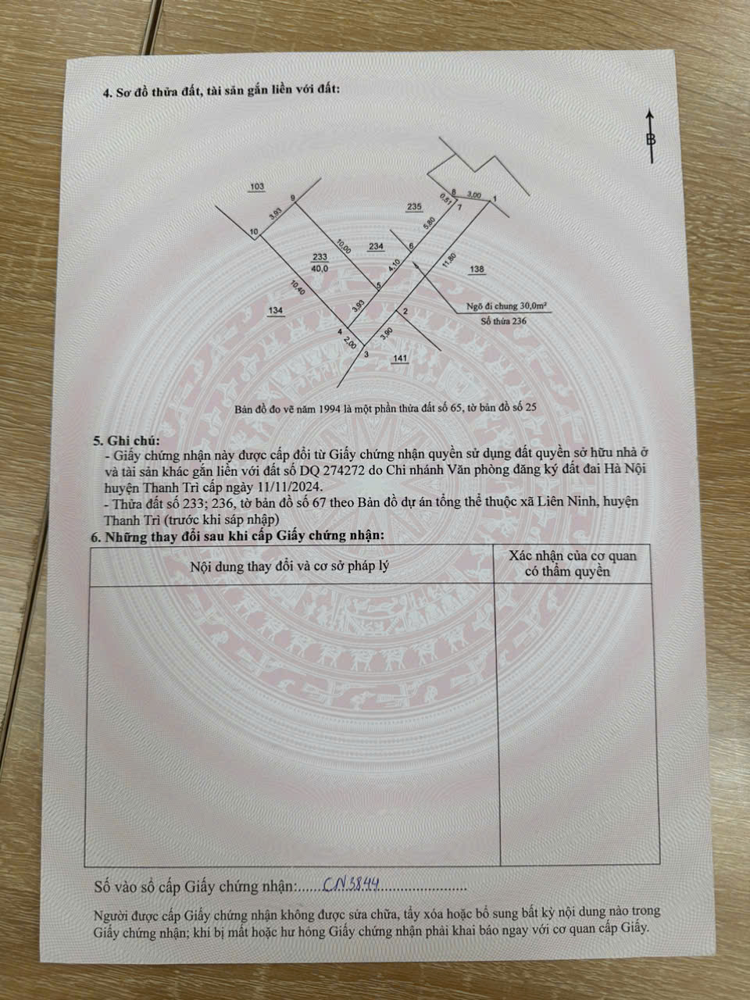 4. Sơ đồ thửa đất, tài sản gắn liền với đất:
B
103
9
3,93
10
235
8
3,00
1
0,51
7
5,80
10,00
234
6
233
40,0
4,10
11,80
138
10,40
5
134
3,93
2
Ngõ đi chung 30,0m²
Số thửa 236
4
2,00
3,90
3
141
Bản đồ đo vẽ năm 1994 là một phần thửa đất số 65, tờ bản đồ số 25
5. Ghi chú:
- Giấy chứng nhận này được cấp đổi từ Giấy chứng nhận quyền sử dụng đất quyền sở hữu nhà ở
và tài sản khác gắn liền với đất số DQ 274272 do Chi nhánh Văn phòng đăng ký đất đai Hà Nội
huyện Thanh Trì cấp ngày 11/11/2024.
- Thửa đất số 233; 236, tờ bản đồ số 67 theo Bản đồ dự án tổng thể thuộc xã Liên Ninh, huyện
Thanh Trì (trước khi sáp nhập)
6. Những thay đổi sau khi cấp Giấy chứng nhận:
Nội dung thay đổi và cơ sở pháp lý
Xác nhận của cơ quan
có thẩm quyền
Số vào sổ cấp Giấy chứng nhận:......CN3844......................
Người được cấp Giấy chứng nhận không được sửa chữa, tẩy xóa hoặc bổ sung bất kỳ nội dung nào trong
Giấy chứng nhận; khi bị mất hoặc hư hỏng Giấy chứng nhận phải khai báo ngay với cơ quan cấp Giấy.